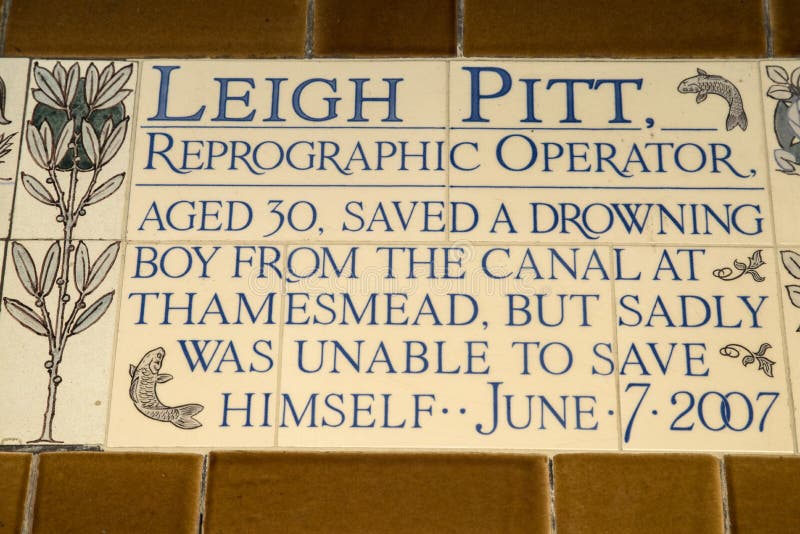 LEIGH PITT,
REPROGRAPHIC OPERATOR,
AGED 30, SAVED A DROWNING
BOY FROM THE CANAL AT
THAMESMEAD, BUT SADLY
WAS UNABLE TO SAVE
HIMSELF·· JUNE·7·2007